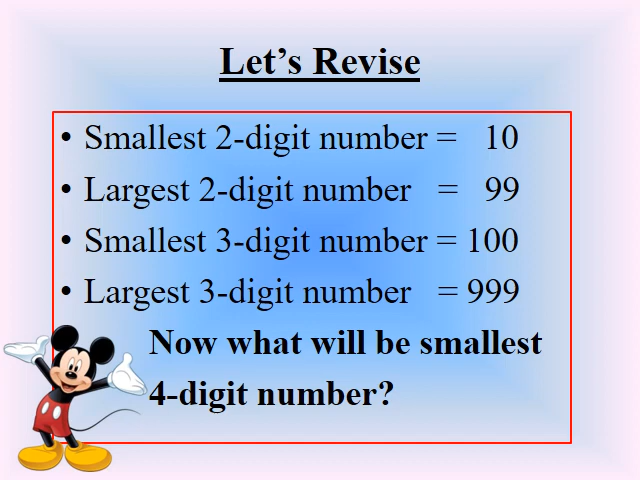 Let’s Revise
• Smallest 2-digit number = 10
• Largest 2-digit number = 99
• Smallest 3-digit number = 100
• Largest 3-digit number = 999
Now what will be smallest
4-digit number?